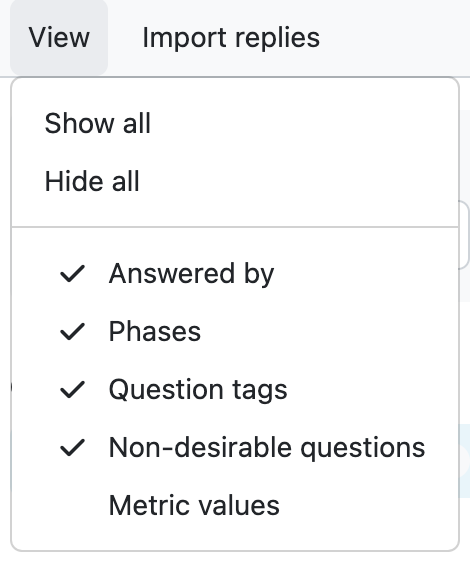 View Import replies
Show all
Hide all
Answered by
Phases
Question tags
Non-desirable questions
Metric values